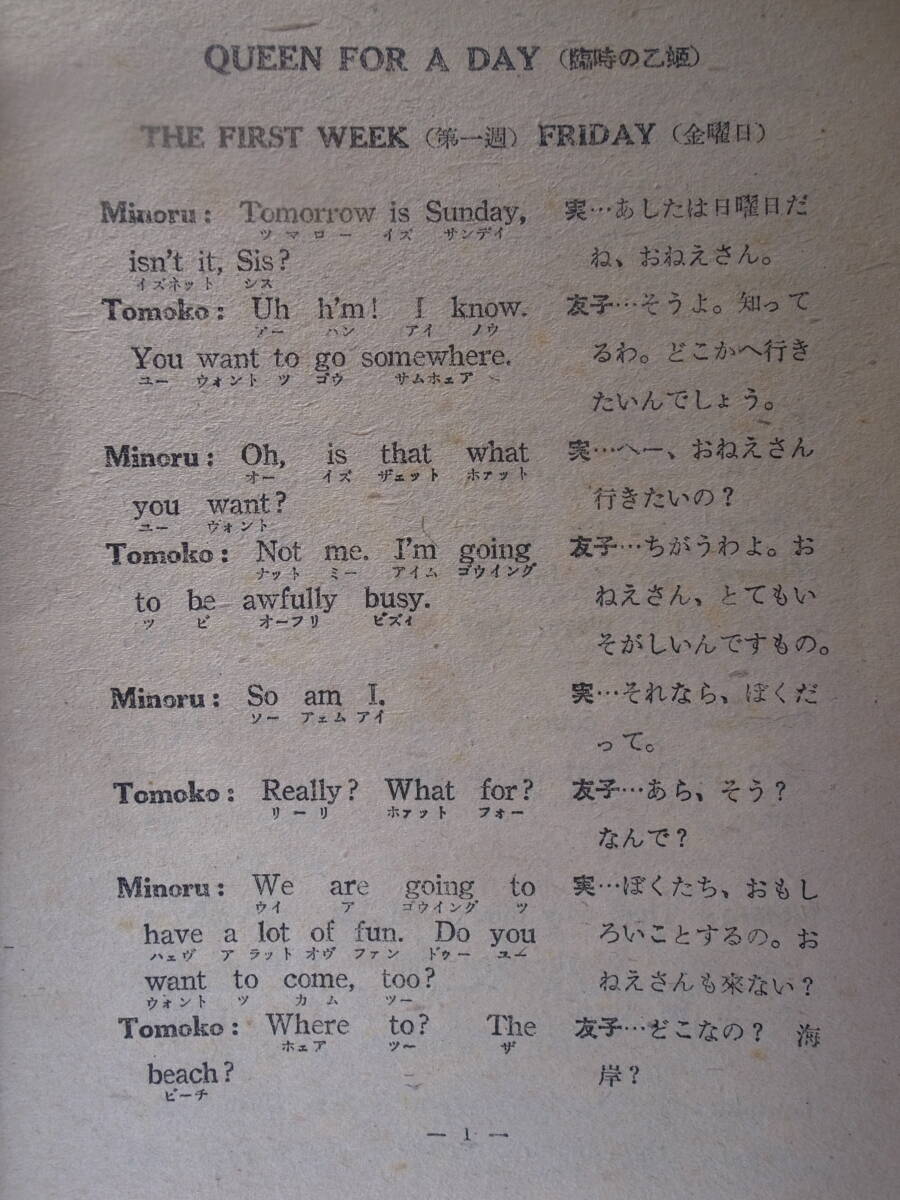 QUEEN FOR A DAY (臨時の乙姫)
THE FIRST WEEK (第一週) FRIDAY (金曜日)
Minoru: Tomorrow is Sunday,
ツマロー イズ サンデイ
isn't it, Sis?
イズネット シス
Tomoko: Uh h'm! I know.
アー ハン アイ ノウ
You want to go somewhere.
ユー ウォント ツ ゴウ サムホェア
Minoru: Oh, is that what
オー イズ ザェット ホァット
you want?
ユー ウォント
Tomoko: Not me. I'm going
ナット ミー アイム ゴウイング
to be awfully busy.
ツ ビ オーフリ ビズィ
Minoru: So am I.
ソー アェム アイ
Tomoko: Really? What for?
リーリ ホァット フォー
Minoru: We are going to
ウイ ア ゴウイング ツ
have a lot of fun. Do you
ハェヴ ア ラット オヴ ファン ドゥー ユー
want to come, too?
ウォント ツ カム ツー
Tomoko: Where to? The
ホェア ツー ザ
beach?
ビーチ
実…あしたは日曜日だ
ね、おねえさん。
友子…そうよ。知って
るわ。どこかへ行き
たいんでしょう。
実…へー、おねえさん
行きたいの？
友子…ちがうわよ。お
ねえさん、とてもい
そがしいんですもの。
実…それなら、ぼくだ
って。
友子…あら、そう？
なんで？
実…ぼくたち、おもし
ろいことするの。お
ねえさんも來ない？
友子…どこなの？ 海
岸？
— 1 —